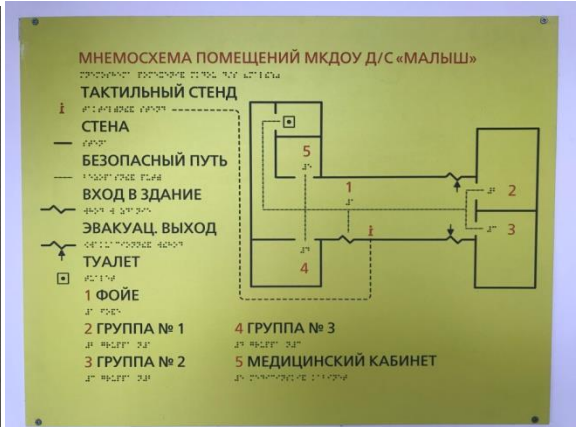 МНЕМОСХЕМА ПОМЕЩЕНИЙ МКДОУ Д/С «МАЛЫШ»
i ТАКТИЛЬНЫЙ СТЕНД
СТЕНА
БЕЗОПАСНЫЙ ПУТЬ
ВХОД В ЗДАНИЕ
ЭВАКУАЦ. ВЫХОД
ТУАЛЕТ
1 ФОЙЕ
2 ГРУППА № 1
3 ГРУППА № 2
4 ГРУППА № 3
5 МЕДИЦИНСКИЙ КАБИНЕТ
5
1
2
i
3
4